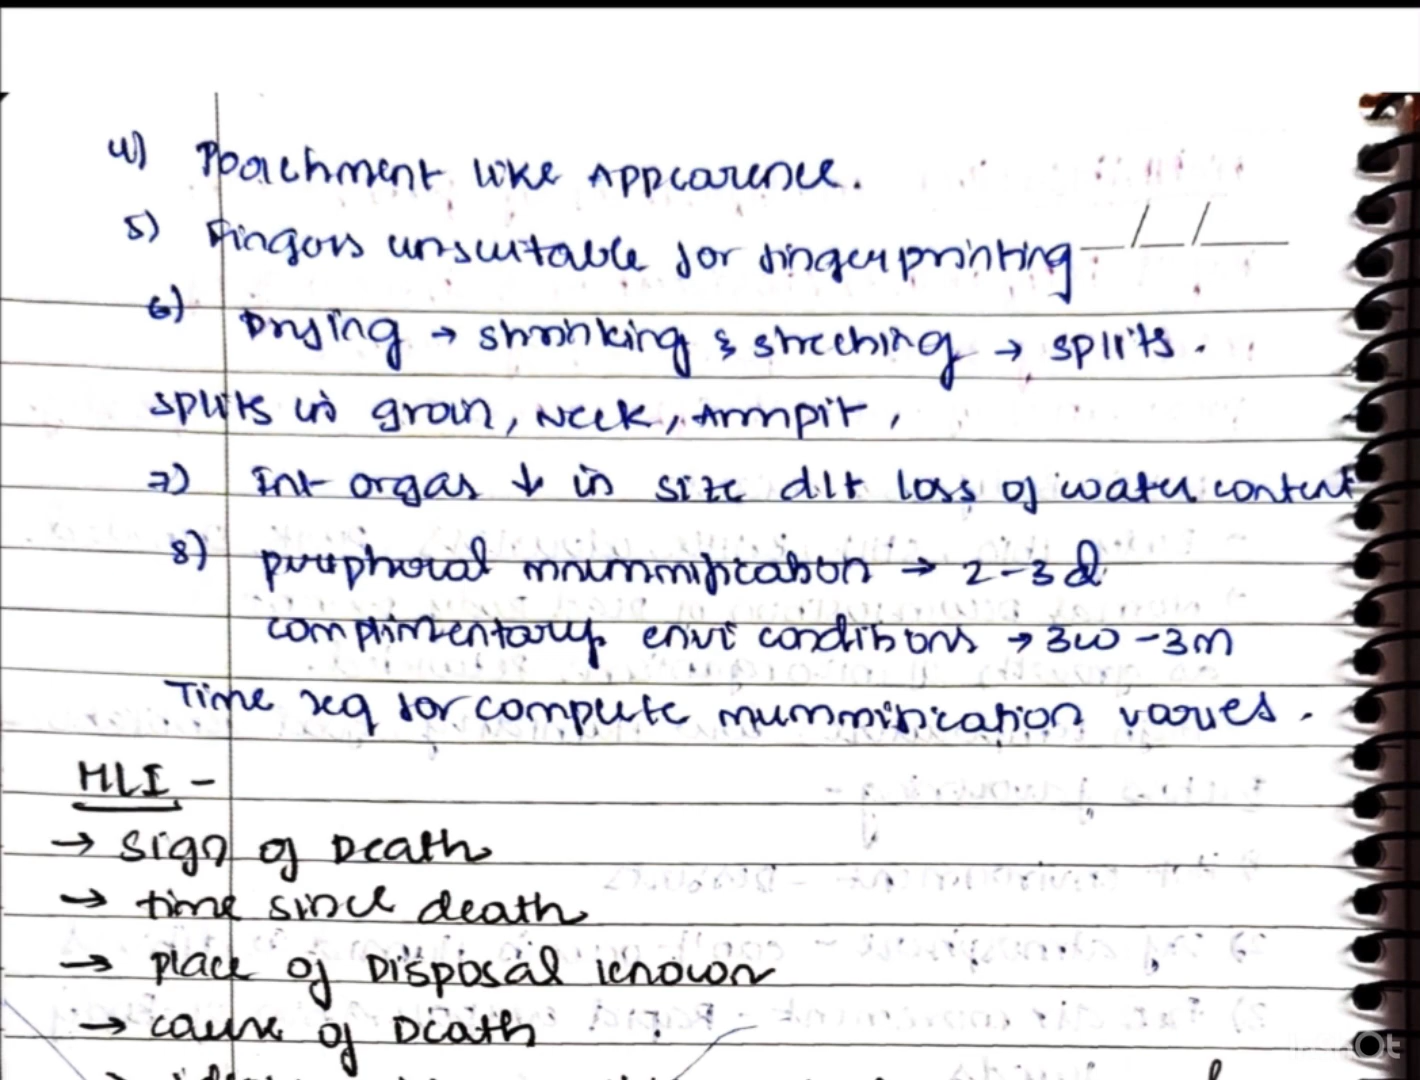 4) Parchment like Appearence.
5) Fingers unsuitable for fingerprinting
6) Drying → shrinking & streching → splits.
splits in groin, Neck, Armpit,
7) Int orgas ↓ in size d/t loss of water content
8) peripheral mummification → 2-3 d
complimentary envi conditions → 3w - 3m
Time req for complete mummification varies.
MLI -
→ Sign of Death
→ time since death
→ place of Disposal known
→ cause of Death